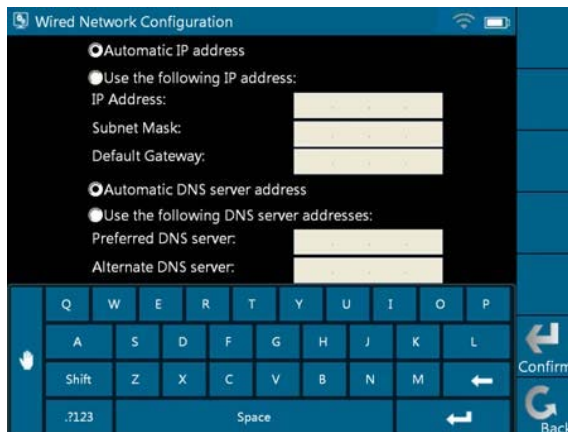 Wired Network Configuration
Automatic IP address
Use the following IP address:
IP Address:
Subnet Mask:
Default Gateway:
Automatic DNS server address
Use the following DNS server addresses:
Preferred DNS server:
Alternate DNS server:
Q W E R T Y U I O P
A S D F G H J K L
Confirm
Shift Z X C V B N M
.?123 Space
Back